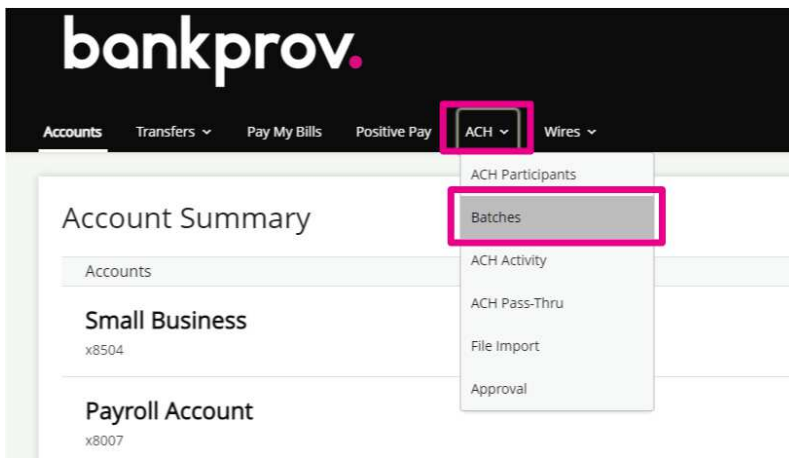 bankprov.
Accounts Transfers Pay My Bills Positive Pay ACH Wires
ACH Participants
Batches
ACH Activity
ACH Pass-Thru
File Import
Approval
Account Summary
Accounts
Small Business
x8504
Payroll Account
x8007